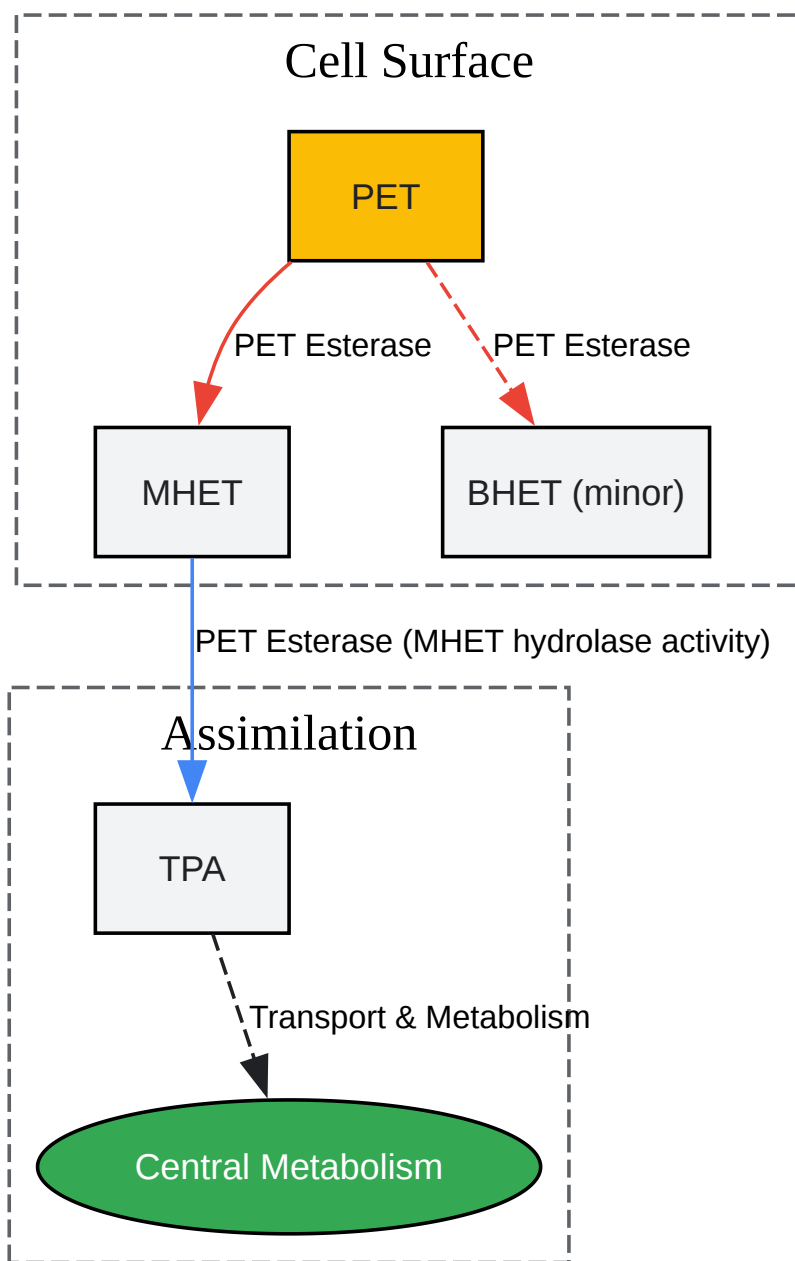 Cell Surface
PET
PET Esterase
PET Esterase
MHET
BHET (minor)
PET Esterase (MHET hydrolase activity)
Assimilation
TPA
Transport & Metabolism
Central Metabolism